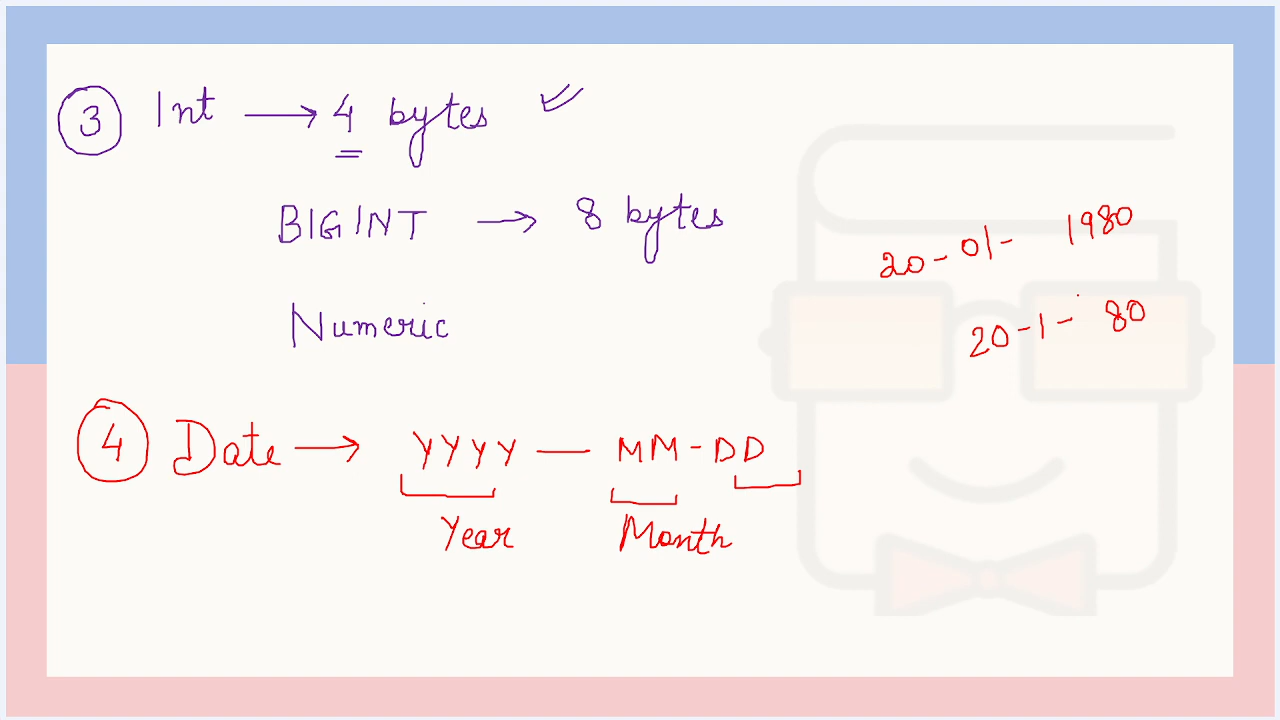 3 Int → 4 bytes
BIGINT → 8 bytes
Numeric
20-01- 1980
20-1- 80
4 Date → YYYY — MM-DD
Year Month